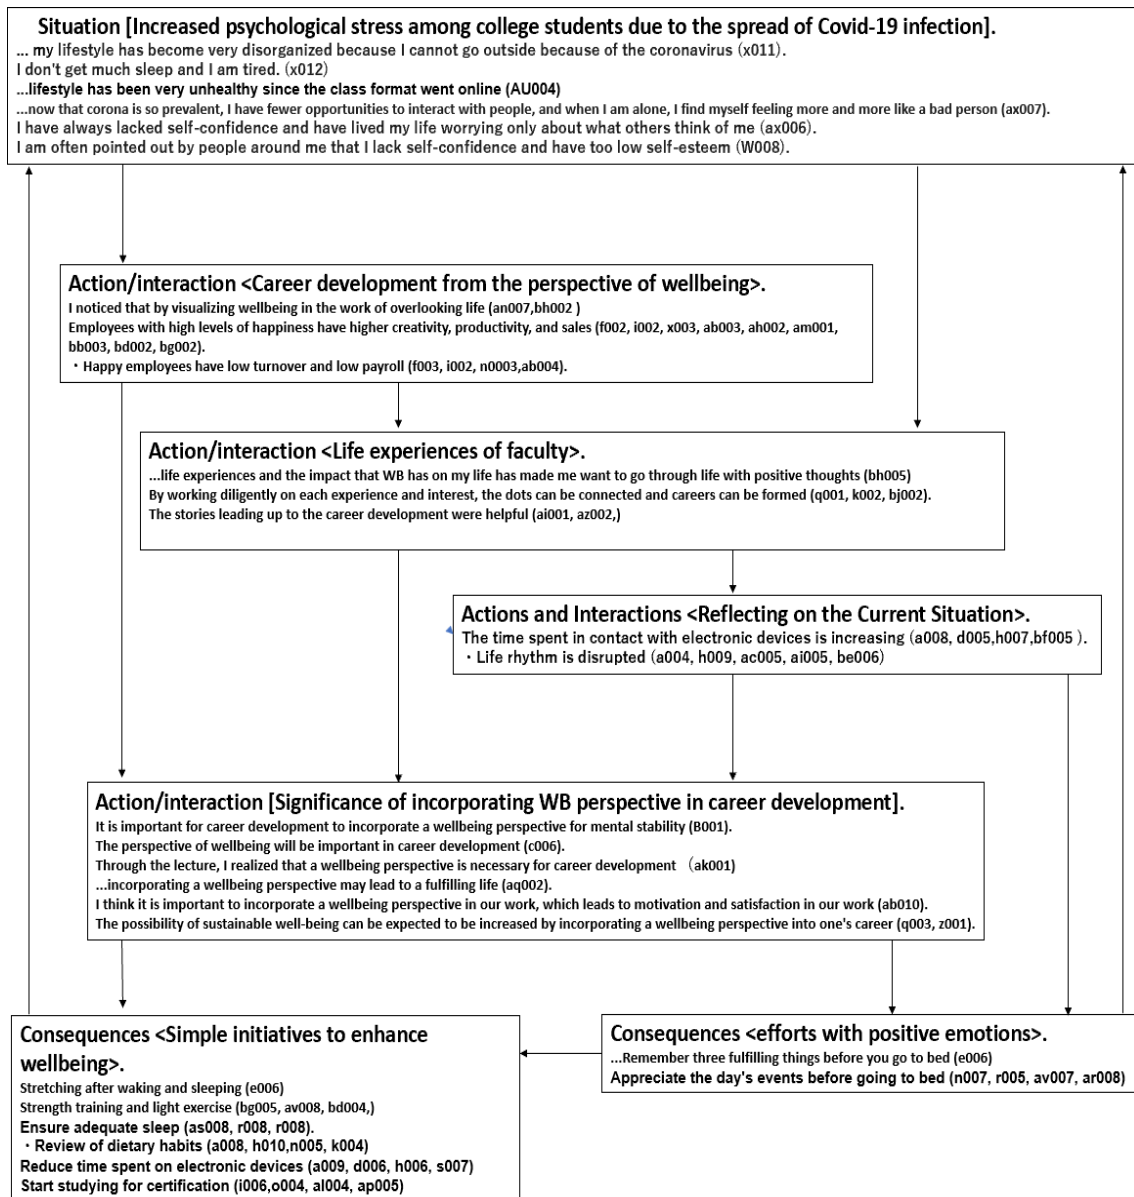 Situation [Increased psychological stress among college students due to the spread of Covid-19 infection].
... my lifestyle has become very disorganized because I cannot go outside because of the coronavirus (x011).
I don't get much sleep and I am tired. (x012)
...lifestyle has been very unhealthy since the class format went online (AU004)
...now that corona is so prevalent, I have fewer opportunities to interact with people, and when I am alone, I find myself feeling more and more like a bad person (ax007).
I have always lacked self-confidence and have lived my life worrying only about what others think of me (ax006).
I am often pointed out by people around me that I lack self-confidence and have too low self-esteem (W008).
Action/interaction <Career development from the perspective of wellbeing>.
I noticed that by visualizing wellbeing in the work of overlooking life (an007,bh002 )
Employees with high levels of happiness have higher creativity, productivity, and sales (f002, i002, x003, ab003, ah002, am001,
bb003, bd002, bg002).
・Happy employees have low turnover and low payroll (f003, i002, n0003,ab004).
Action/interaction <Life experiences of faculty>.
...life experiences and the impact that WB has on my life has made me want to go through life with positive thoughts (bh005)
By working diligently on each experience and interest, the dots can be connected and careers can be formed (q001, k002, bj002).
The stories leading up to the career development were helpful (ai001, az002,)
Actions and Interactions <Reflecting on the Current Situation>.
The time spent in contact with electronic devices is increasing (a008, d005,h007,bf005 ).
・Life rhythm is disrupted (a004, h009, ac005, ai005, be006)
Action/interaction [Significance of incorporating WB perspective in career development].
It is important for career development to incorporate a wellbeing perspective for mental stability (B001).
The perspective of wellbeing will be important in career development (c006).
Through the lecture, I realized that a wellbeing perspective is necessary for career development （ak001)
...incorporating a wellbeing perspective may lead to a fulfilling life (aq002).
I think it is important to incorporate a wellbeing perspective in our work, which leads to motivation and satisfaction in our work (ab010).
The possibility of sustainable well-being can be expected to be increased by incorporating a wellbeing perspective into one's career (q003, z001).
Consequences <Simple initiatives to enhance
wellbeing>.
Stretching after waking and sleeping (e006)
Strength training and light exercise (bg005, av008, bd004,)
Ensure adequate sleep (as008, r008, r008).
・Review of dietary habits (a008, h010,n005, k004)
Reduce time spent on electronic devices (a009, d006, h006, s007)
Start studying for certification (i006,o004, al004, ap005)
Consequences <efforts with positive emotions>.
...Remember three fulfilling things before you go to bed (e006)
Appreciate the day's events before going to bed (n007, r005, av007, ar008)